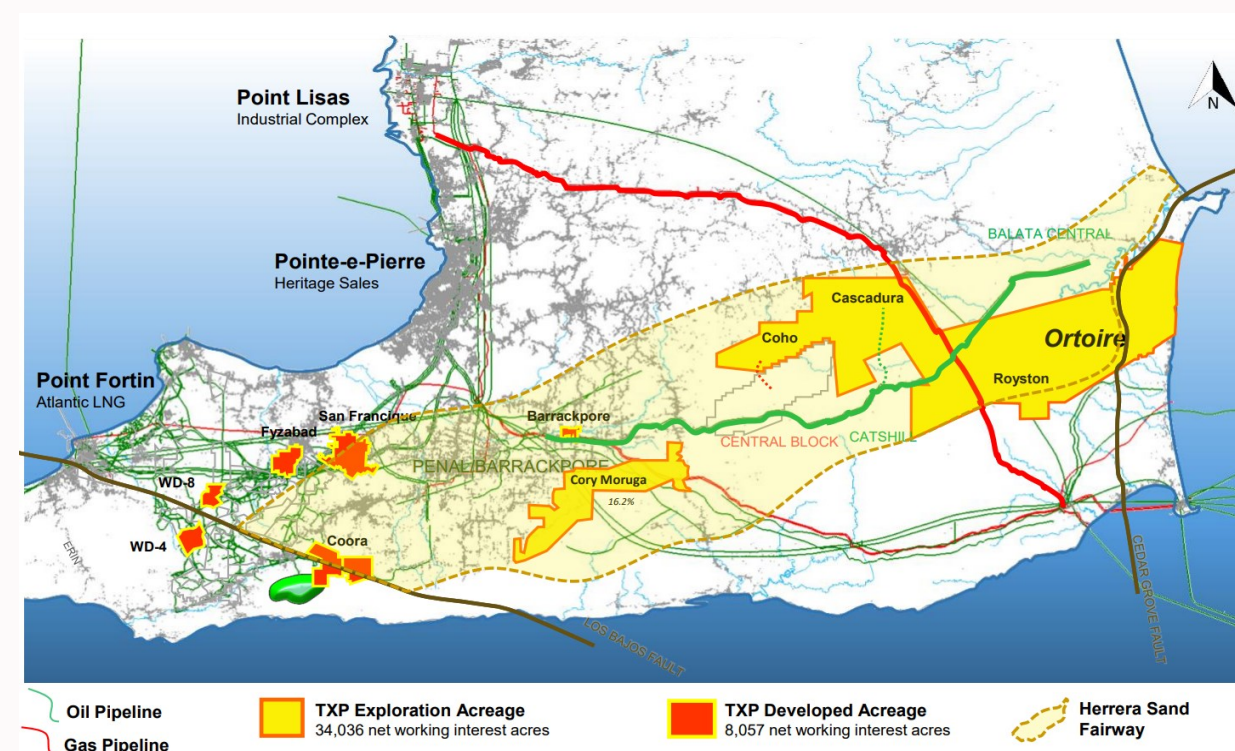 Point Lisas
Industrial Complex
N
BALATA CENTRAL
Pointe-e-Pierre
Heritage Sales
Cascadura
Coho
Ortoire
Point Fortin
Atlantic LNG
Royston
San Francique
Barrackpore
Fyzabad
CENTRAL BLOCK
CATSHILL
PENAL/BARRACKPORE
WD-8
Cory Moruga
16.2%
WD-4
Coora
ERIN
CEDAR GROVE FAULT
LOS BAJOS FAULT
Oil Pipeline
Gas Pipeline
TXP Exploration Acreage
34,036 net working interest acres
TXP Developed Acreage
8,057 net working interest acres
Herrera Sand
Fairway